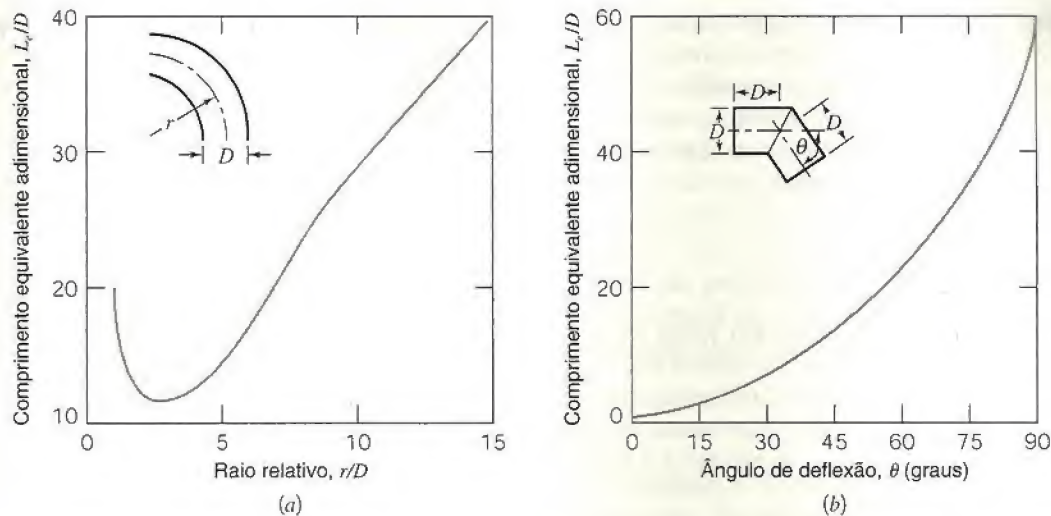 Comprimento equivalente adimensional, Lₑ/D
40
30
20
10
0
5
10
15
r
D
Raio relativo, r/D
(a)
Comprimento equivalente adimensional, Lₑ/D
60
40
20
0
0
15
30
45
60
75
90
D
D
D
θ
Ângulo de deflexão, θ (graus)
(b)